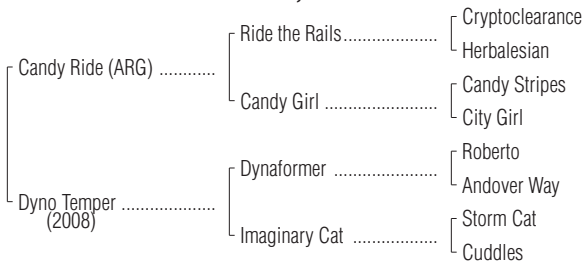 Cryptoclearance
Ride the Rails..................
Herbalesian
Candy Ride (ARG) ............
Candy Stripes
Candy Girl ......................
City Girl
Roberto
Dynaformer ....................
Andover Way
Dyno Temper ....................
(2008)
Storm Cat
Imaginary Cat .................
Cuddles